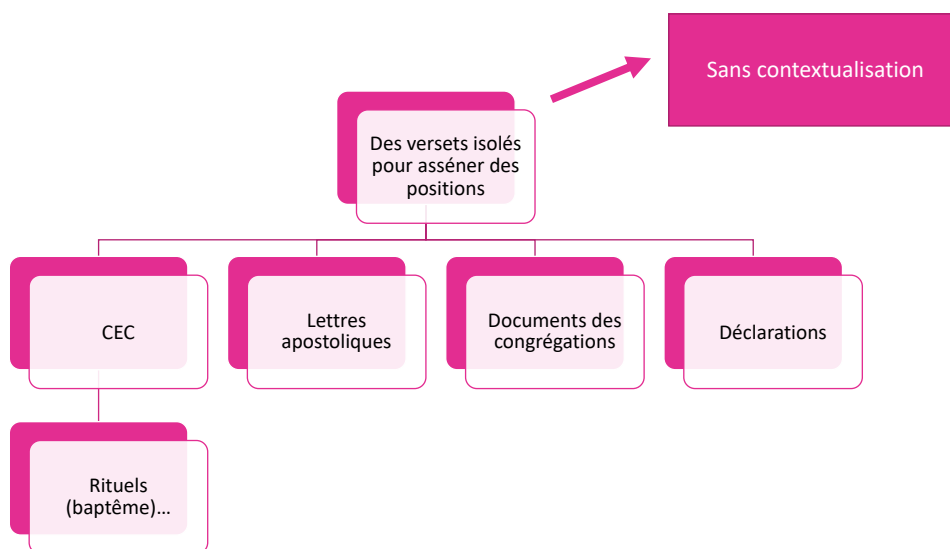 Sans contextualisation
Des versets isolés
pour asséner des
positions
CEC
Lettres
apostoliques
Documents des
congrégations
Déclarations
Rituels
(baptême)...